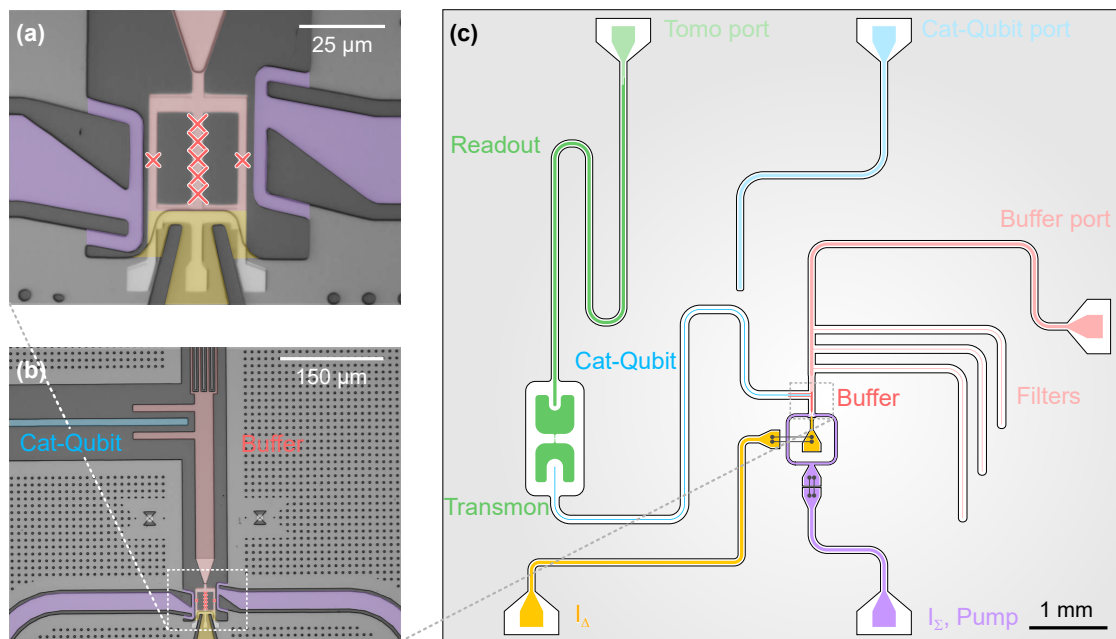 (a)
25 µm
(b)
150 µm
Cat-Qubit
Buffer
(c)
Tomo port
Cat-Qubit port
Readout
Buffer port
Cat-Qubit
Buffer
Filters
Transmon
I_Δ
I_Σ, Pump
1 mm